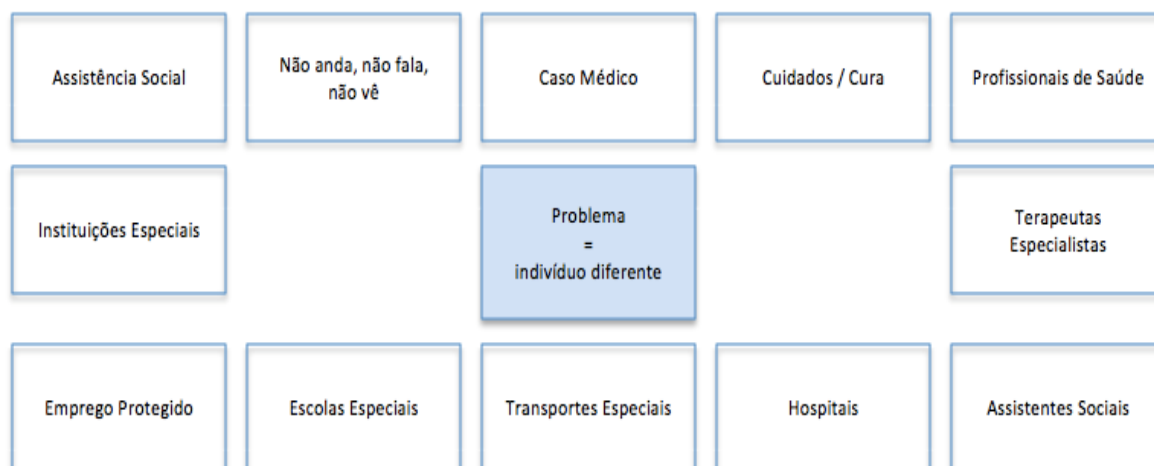 Assistência Social
Não anda, não fala,
não vê
Caso Médico
Cuidados / Cura
Profissionais de Saúde
Instituições Especiais
Problema
=
indivíduo diferente
Terapeutas
Especialistas
Emprego Protegido
Escolas Especiais
Transportes Especiais
Hospitais
Assistentes Sociais